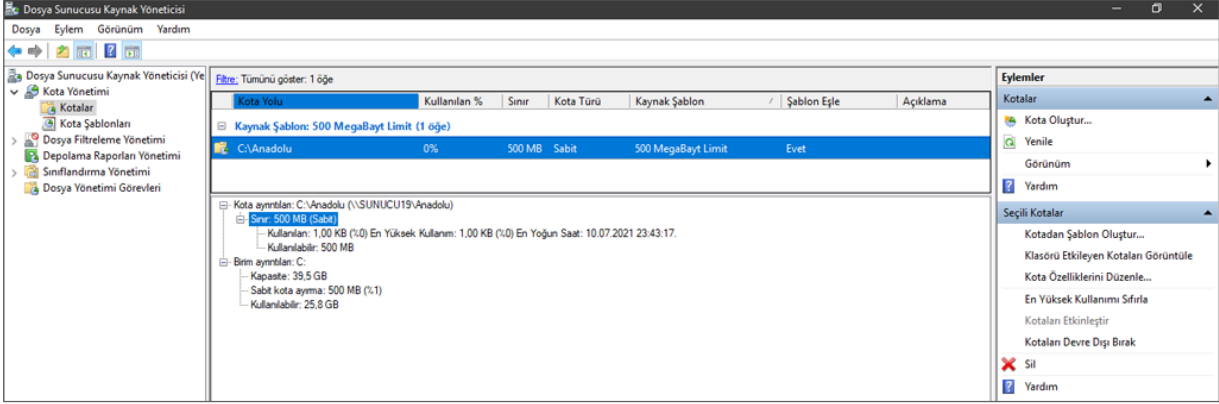 Dosya Sunucusu Kaynak Yöneticisi
Dosya Eylem Görünüm Yardım
Dosya Sunucusu Kaynak Yöneticisi (Ye
Kota Yönetimi
Kotalar
Kota Şablonları
Dosya Filtreleme Yönetimi
Depolama Raporları Yönetimi
Sınıflandırma Yönetimi
Dosya Yönetimi Görevleri
Filtre: Tümünü göster: 1 öğe
Kota Yolu Kullanılan % Sınır Kota Türü Kaynak Şablon Şablon Eşle Açıklama
Kaynak Şablon: 500 MegaBayt Limit (1 öğe)
C:\Anadolu 0% 500 MB Sabit 500 MegaBayt Limit Evet
Kota ayrıntıları: C:\Anadolu (\\SUNUCU19\Anadolu)
Sınır: 500 MB (Sabit)
Kullanılan: 1,00 KB (%0) En Yüksek Kullanım: 1,00 KB (%0) En Yoğun Saat: 10.07.2021 23:43:17.
Kullanılabilir: 500 MB
Birim ayrıntıları: C:
Kapasite: 39,5 GB
Sabit kota ayırma: 500 MB (%1)
Kullanılabilir: 25,8 GB
Eylemler
Kotalar
Kota Oluştur...
Yenile
Görünüm
Yardım
Seçili Kotalar
Kotadan Şablon Oluştur...
Klasörü Etkileyen Kotaları Görüntüle
Kota Özelliklerini Düzenle...
En Yüksek Kullanımı Sıfırla
Kotaları Etkinleştir
Kotaları Devre Dışı Bırak
Sil
Yardım